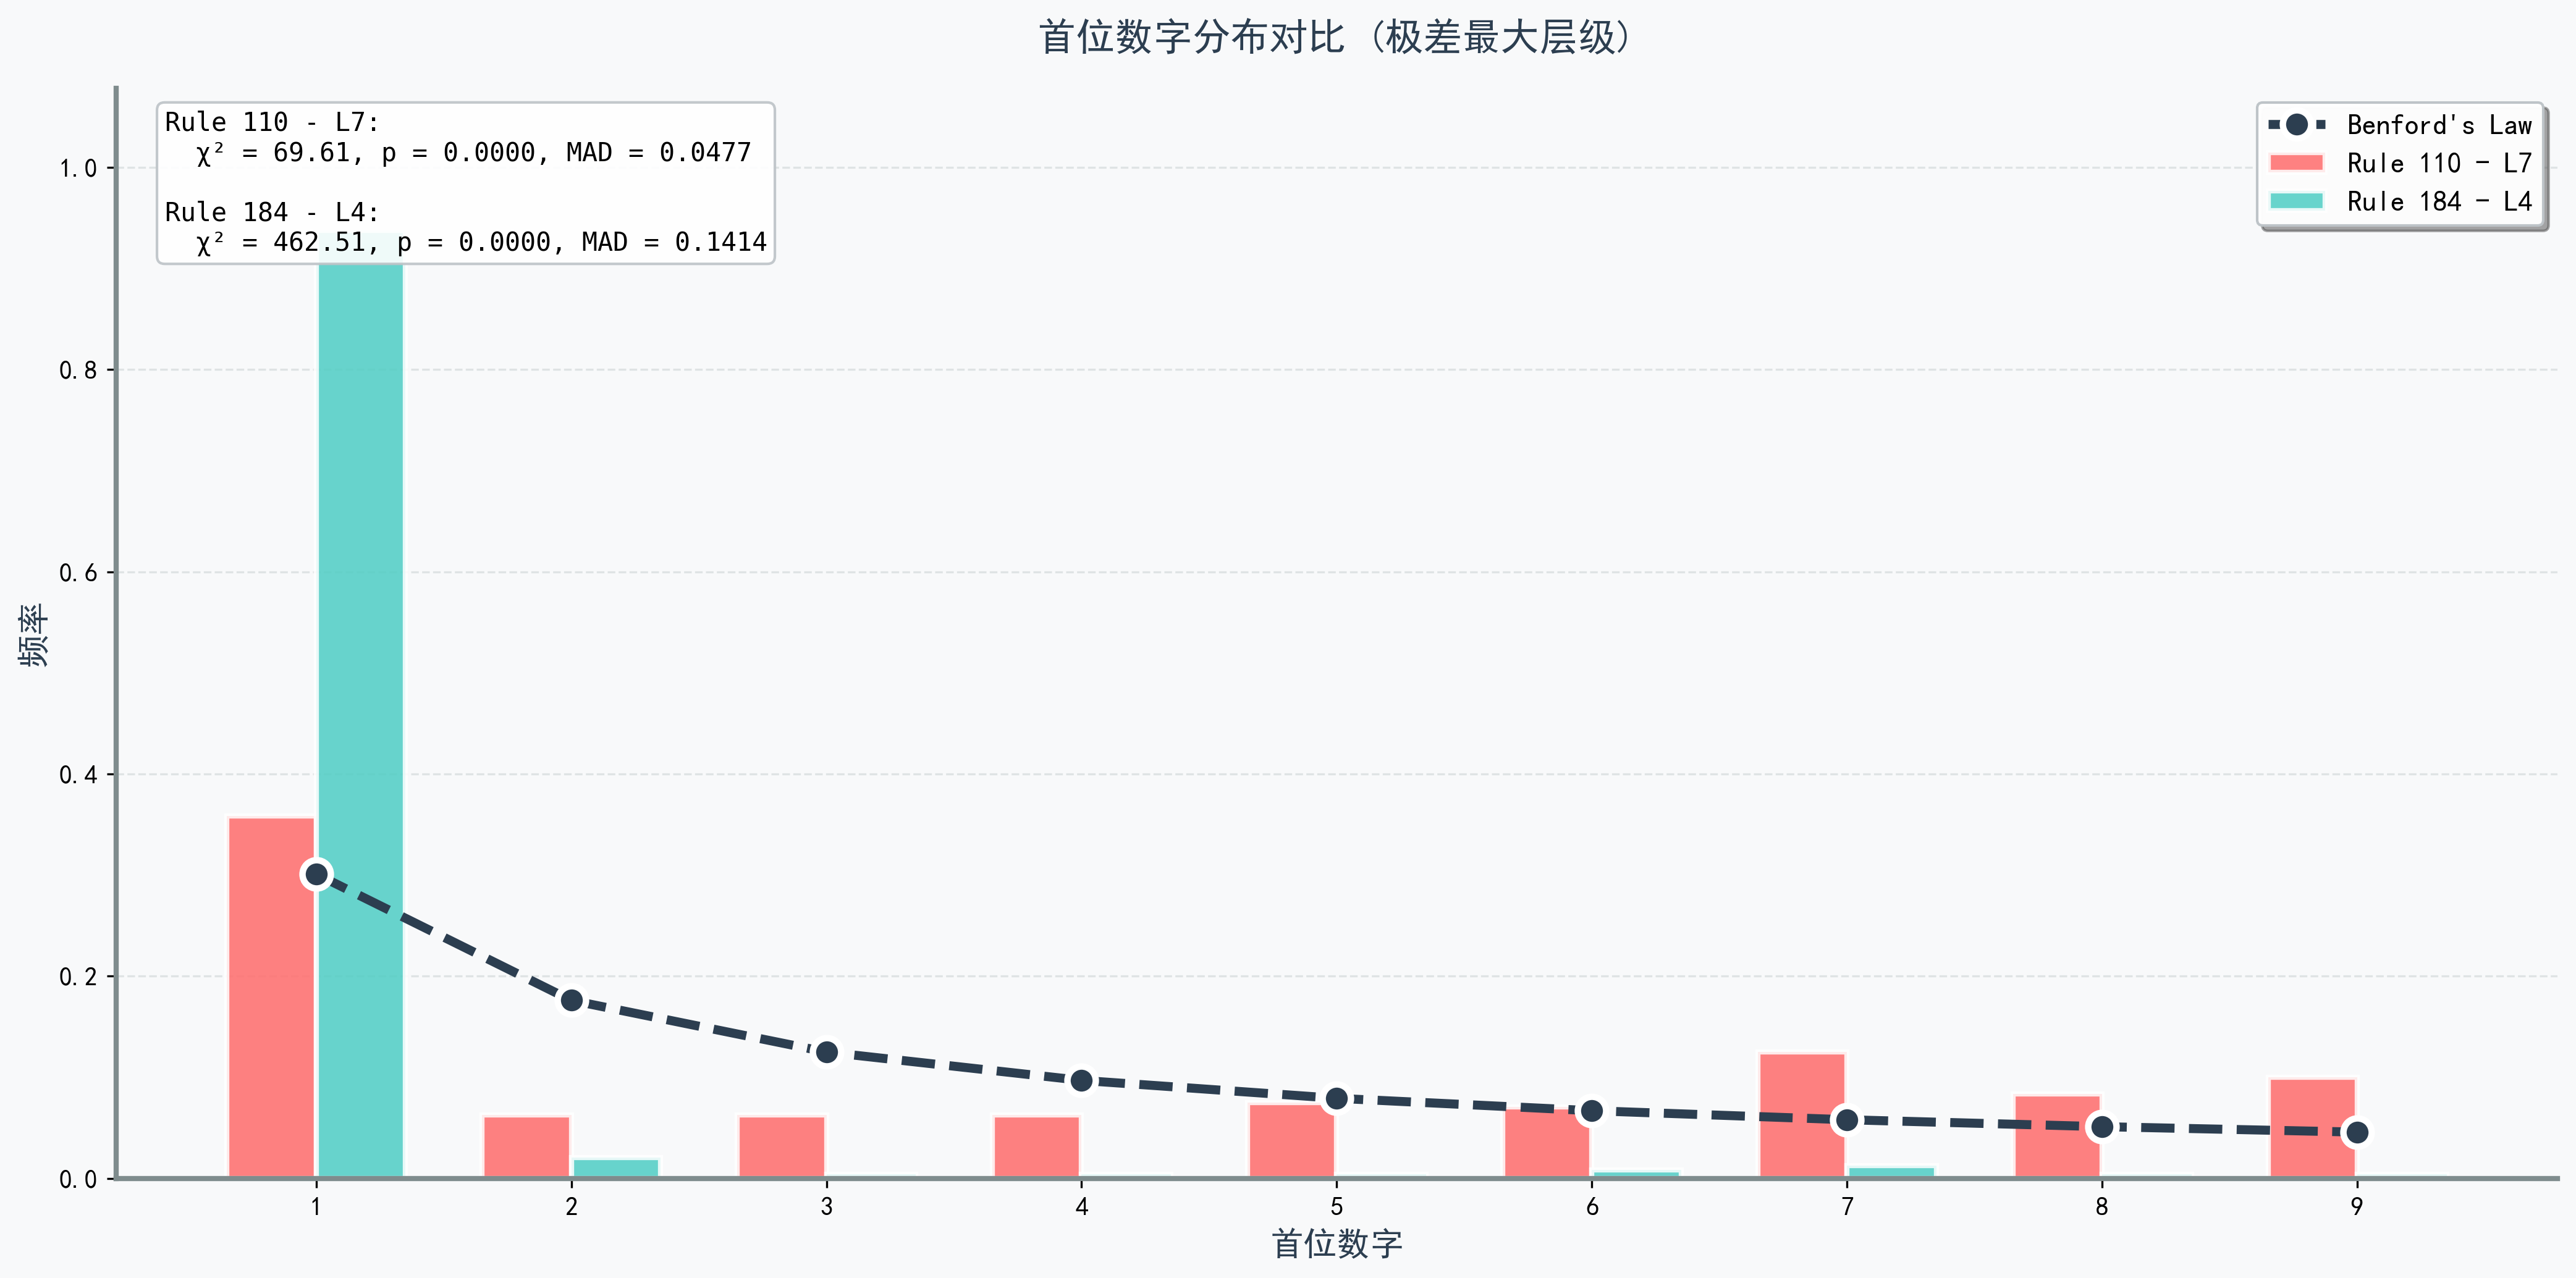 首位数字分布对比 (极差最大层级)
Rule 110 - L7:
χ² = 69.61, p = 0.0000, MAD = 0.0477
Rule 184 - L4:
χ² = 462.51, p = 0.0000, MAD = 0.1414
Benford's Law
Rule 110 - L7
Rule 184 - L4
频率
1.0
0.8
0.6
0.4
0.2
0.0
1 2 3 4 5 6 7 8 9
首位数字